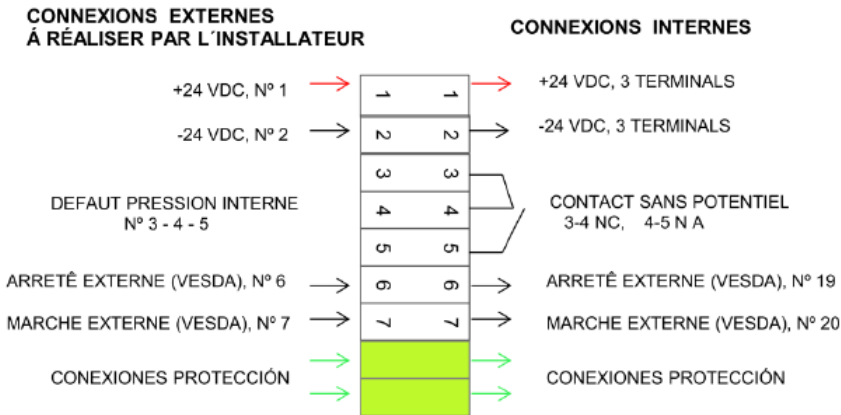 CONNEXIONS EXTERNES
Á RÉALISER PAR L´INSTALLATEUR
CONNEXIONS INTERNES
+24 VDC, Nº 1
1 1
+24 VDC, 3 TERMINALS
-24 VDC, Nº 2
2 2
-24 VDC, 3 TERMINALS
3 3
DEFAUT PRESSION INTERNE
Nº 3 - 4 - 5
4 4
CONTACT SANS POTENTIEL
3-4 NC, 4-5 N A
5 5
ARRETÊ EXTERNE (VESDA), Nº 6
6 6
ARRETÊ EXTERNE (VESDA), Nº 19
MARCHE EXTERNE (VESDA), Nº 7
7 7
MARCHE EXTERNE (VESDA), Nº 20
CONEXIONES PROTECCIÓN
CONEXIONES PROTECCIÓN